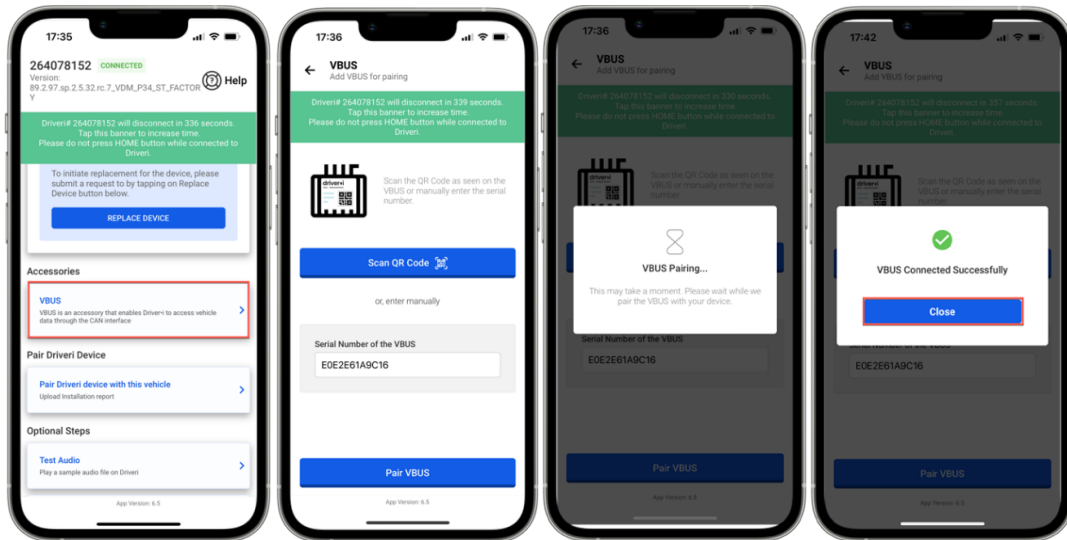 17:35
264078152 CONNECTED
Version:
89.2.97.sp.2.5.32.rc.7_VDM_P34_ST_FACTOR
Y
Help
Driveri# 264078152 will disconnect in 336 seconds.
Tap this banner to increase time.
Please do not press HOME button while connected to
Driveri.
To initiate replacement for the device, please
submit a request to by tapping on Replace
Device button below.
REPLACE DEVICE
Accessories
VBUS
VBUS is an accessory that enables Driver•i to access vehicle
data through the CAN interface
Pair Driveri Device
Pair Driveri device with this vehicle
Upload Installation report
Optional Steps
Test Audio
Play a sample audio file on Driveri
App Version: 6.5
17:36
VBUS
Add VBUS for pairing
Driveri# 264078152 will disconnect in 339 seconds.
Tap this banner to increase time.
Please do not press HOME button while connected to
Driveri.
driver•i
Scan the QR Code as seen on the
VBUS or manually enter the serial
number.
Scan QR Code
or, enter manually
Serial Number of the VBUS
E0E2E61A9C16
Pair VBUS
App Version: 6.5
17:36
VBUS
Add VBUS for pairing
Driveri# 264078152 will disconnect in 330 seconds.
Tap this banner to increase time.
Please do not press HOME button while connected to
Driveri.
driver•i
Scan the QR Code as seen on the
VBUS or manually enter the serial
number.
VBUS Pairing...
This may take a moment. Please wait while we
pair the VBUS with your device.
Serial Number of the VBUS
E0E2E61A9C16
Pair VBUS
App Version: 6.5
17:42
VBUS
Add VBUS for pairing
Driveri# 264078152 will disconnect in 357 seconds.
Tap this banner to increase time.
Please do not press HOME button while connected to
Driveri.
driver•i
Scan the QR Code as seen on the
VBUS or manually enter the serial
number.
VBUS Connected Successfully
Close
Serial Number of the VBUS
E0E2E61A9C16
Pair VBUS
App Version: 6.5